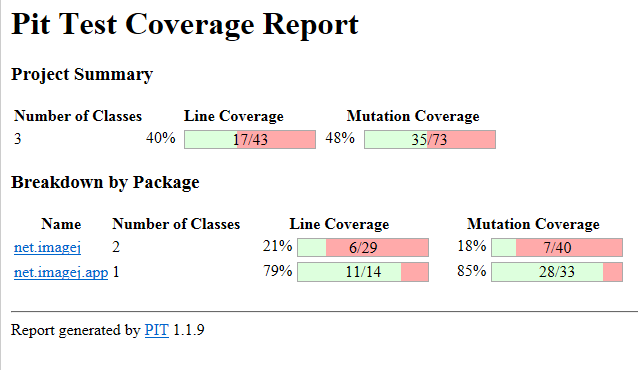 Pit Test Coverage Report
Project Summary
Number of Classes Line Coverage Mutation Coverage
3 40% 17/43 48% 35/73
Breakdown by Package
Name Number of Classes Line Coverage Mutation Coverage
net.imagej 2 21% 6/29 18% 7/40
net.imagej.app 1 79% 11/14 85% 28/33
Report generated by PIT 1.1.9